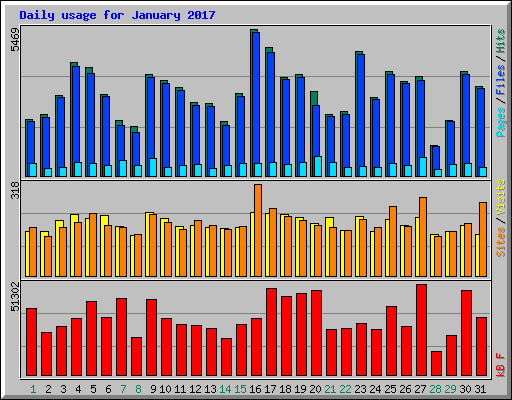 Daily usage for January 2017
5469
Pages/Files/Hits
318
Sites/Visits
51302
kB F
1 2 3 4 5 6 7 8 9 10 11 12 13 14 15 16 17 18 19 20 21 22 23 24 25 26 27 28 29 30 31